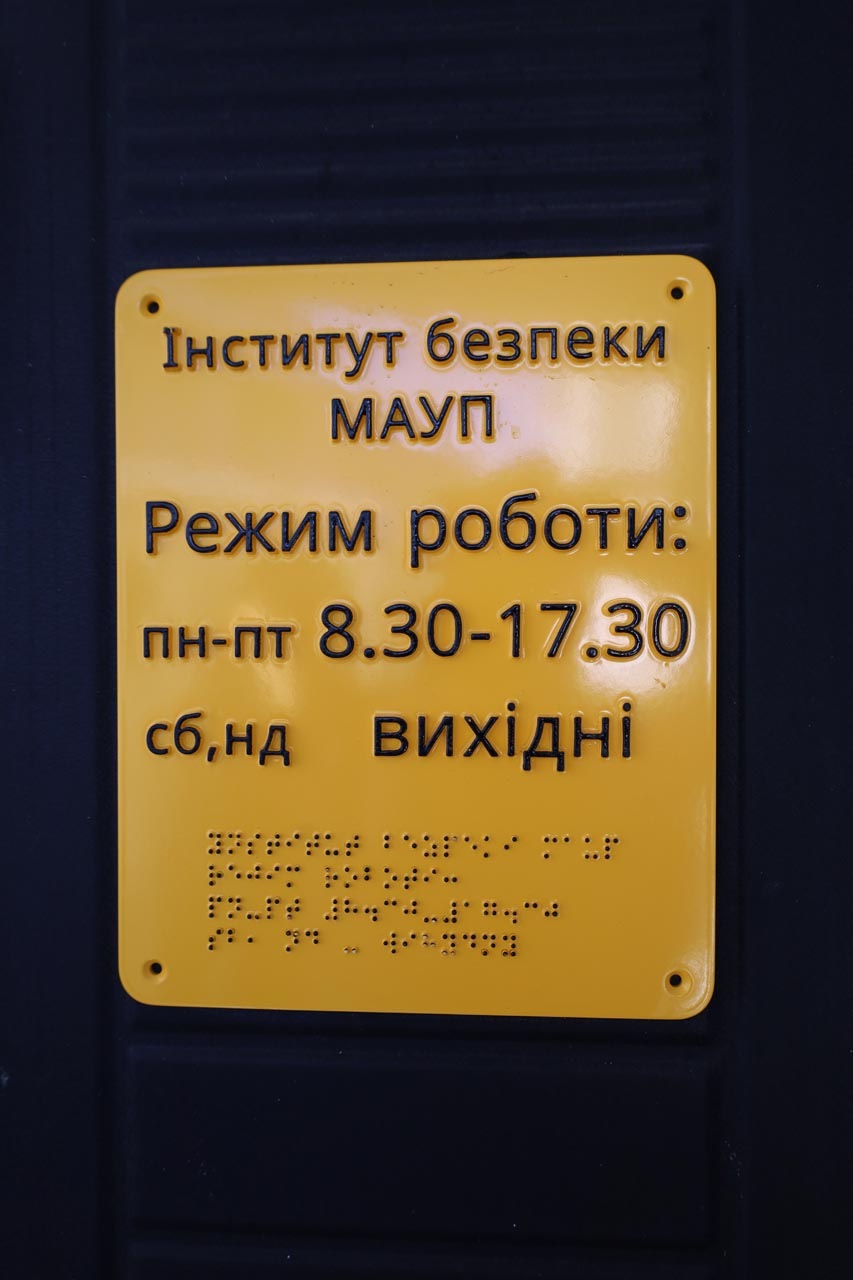 Інститут безпеки
МАУП
Режим роботи:
пн-пт 8.30-17.30
сб,нд вихідні